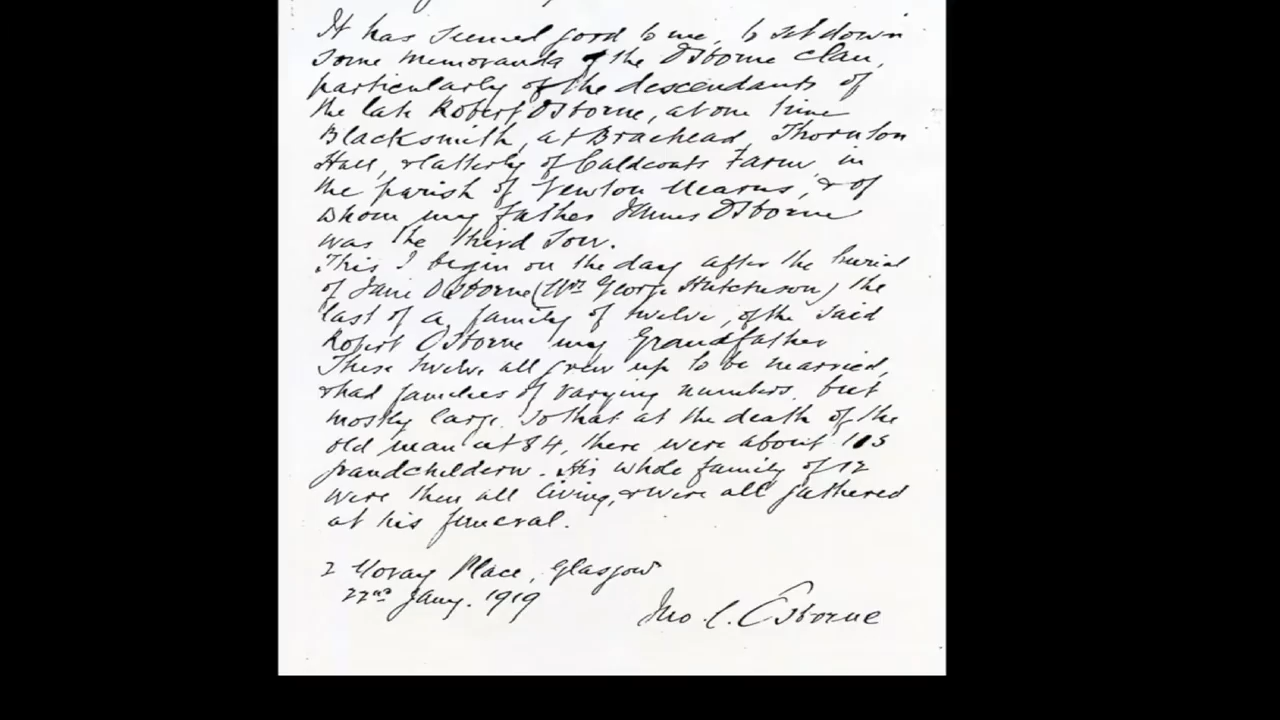 It has seemed good to me, to set down
some memoranda of the Osborne Clan,
particularly of the descendants of
the late Robert Osborne, at one time
Blacksmith, at Braehead, Thornton
Hall, & latterly of Caldcoats Farm, in
the parish of Newton Mearns, & of
whom my father James Osborne
was the third son.
This I begin on the day after the burial
of Jane Osborne (Mrs George Hutchinson) the
last of a family of twelve, of the said
Robert Osborne my Grandfather
These twelve all grew up to be married,
& had families of varying numbers, but
mostly large. So that at the death of the
old man at 84, there were about 105
grandchildern. His whole family of 12
were then all living, & were all gathered
at his funeral.
2 Moray Place, Glasgow
22nd Jany. 1919
Jno C. Osborne